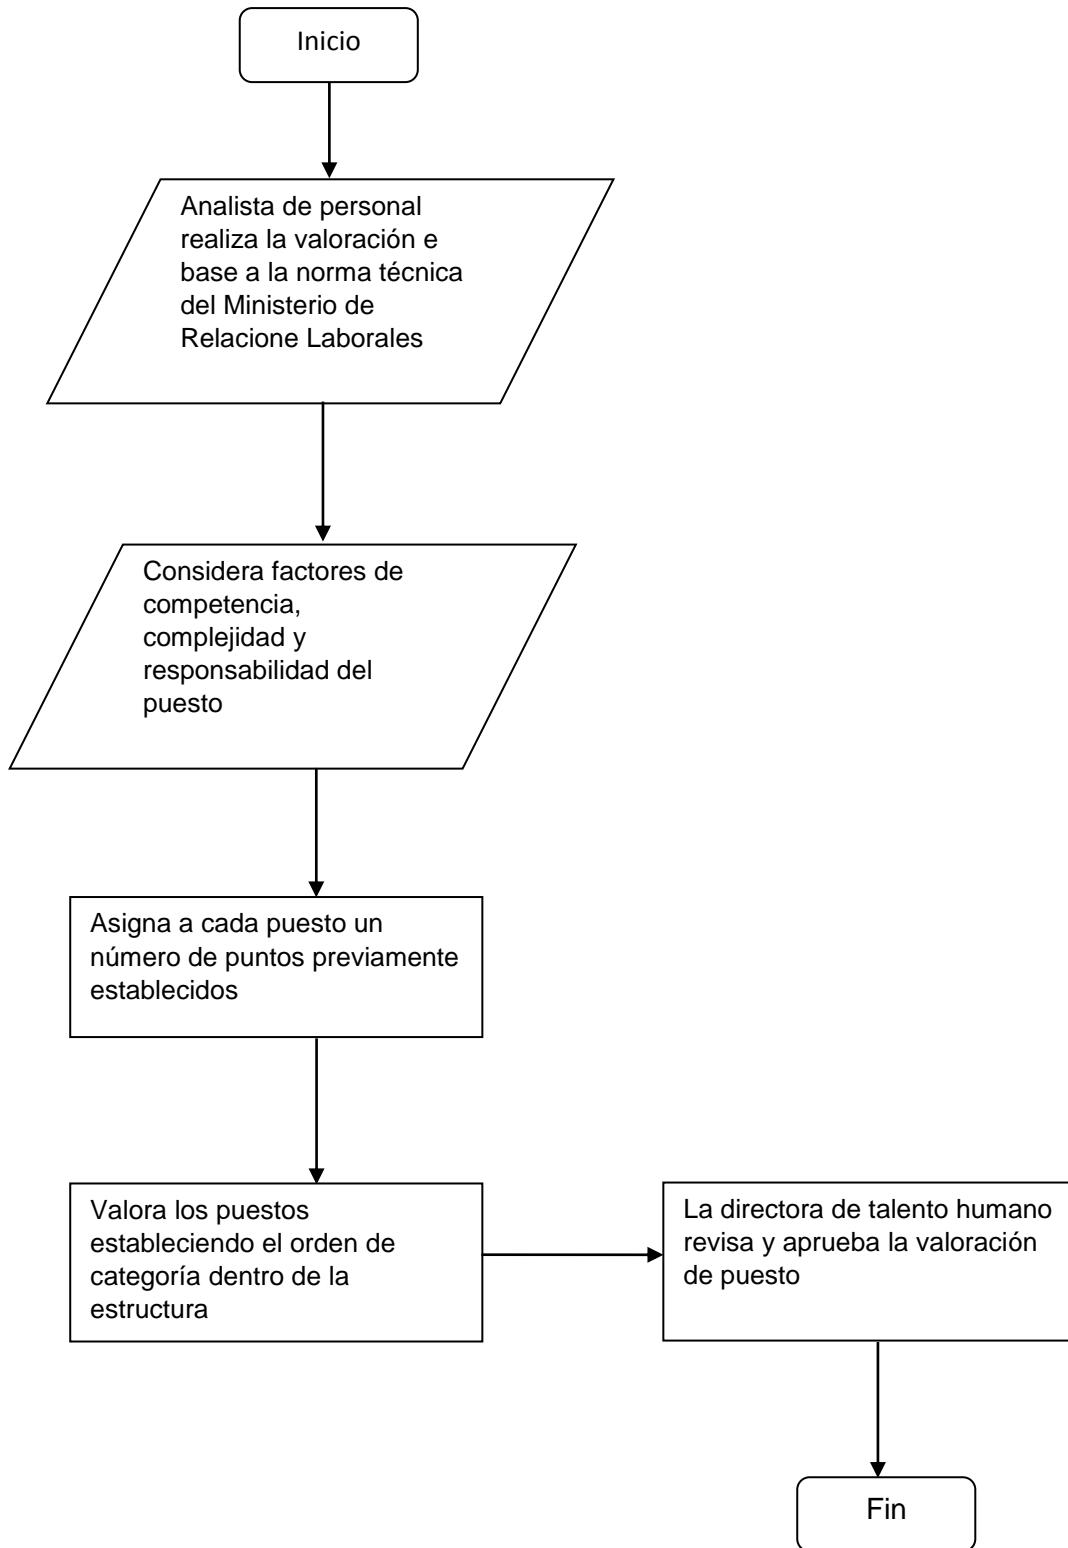 Inicio
Analista de personal
realiza la valoración e
base a la norma técnica
del Ministerio de
Relacione Laborales
Considera factores de
competencia,
complejidad y
responsabilidad del
puesto
Asigna a cada puesto un
número de puntos previamente
establecidos
Valora los puestos
estableciendo el orden de
categoría dentro de la
estructura
La directora de talento humano
revisa y aprueba la valoración
de puesto
Fin